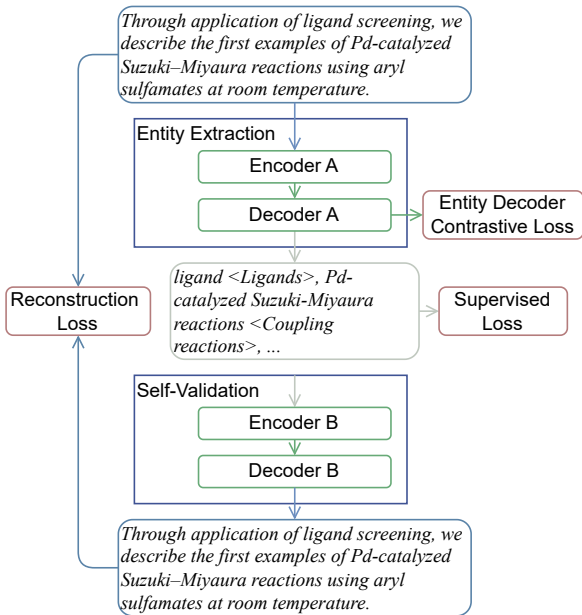 Through application of ligand screening, we
describe the first examples of Pd-catalyzed
Suzuki–Miyaura reactions using aryl
sulfamates at room temperature.
Entity Extraction
Encoder A
Decoder A
Entity Decoder
Contrastive Loss
ligand <Ligands>, Pd-
catalyzed Suzuki-Miyaura
reactions <Coupling
reactions>, ...
Reconstruction
Loss
Supervised
Loss
Self-Validation
Encoder B
Decoder B
Through application of ligand screening, we
describe the first examples of Pd-catalyzed
Suzuki–Miyaura reactions using aryl
sulfamates at room temperature.